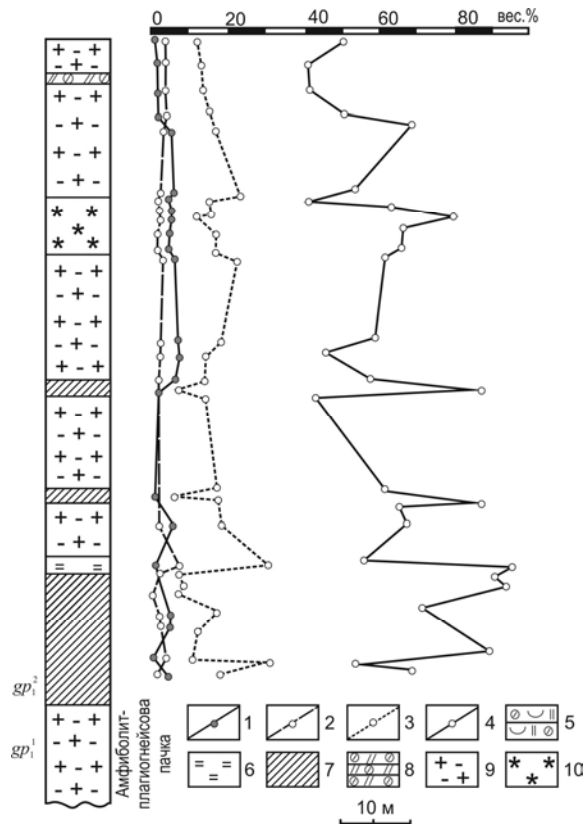 0 20 40 60 80 вес.%
gp₁²
gp₁¹
Амфиболит-
плагиогнейсова
пачка
1 2 3 4 5
6 7 8 9 10
10 м